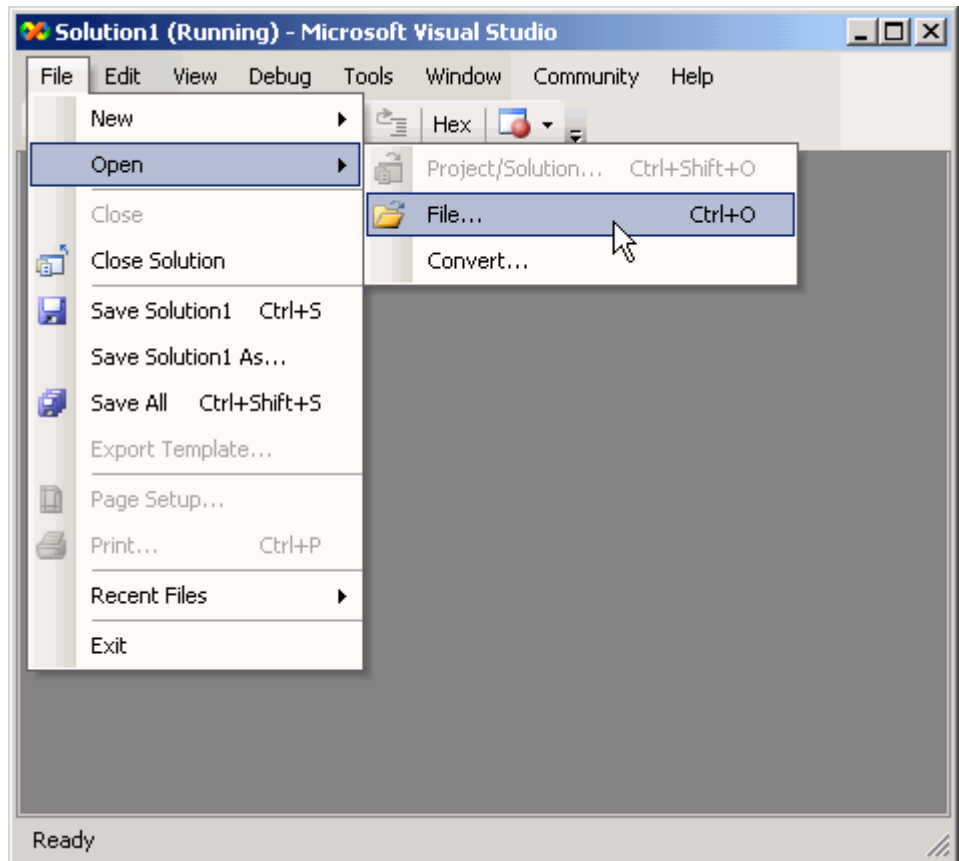 Solution1 (Running) - Microsoft Visual Studio
File Edit View Debug Tools Window Community Help
New
Hex
Open
Project/Solution... Ctrl+Shift+O
Close
File... Ctrl+O
Close Solution
Convert...
Save Solution1 Ctrl+S
Save Solution1 As...
Save All Ctrl+Shift+S
Export Template...
Page Setup...
Print... Ctrl+P
Recent Files
Exit
Ready